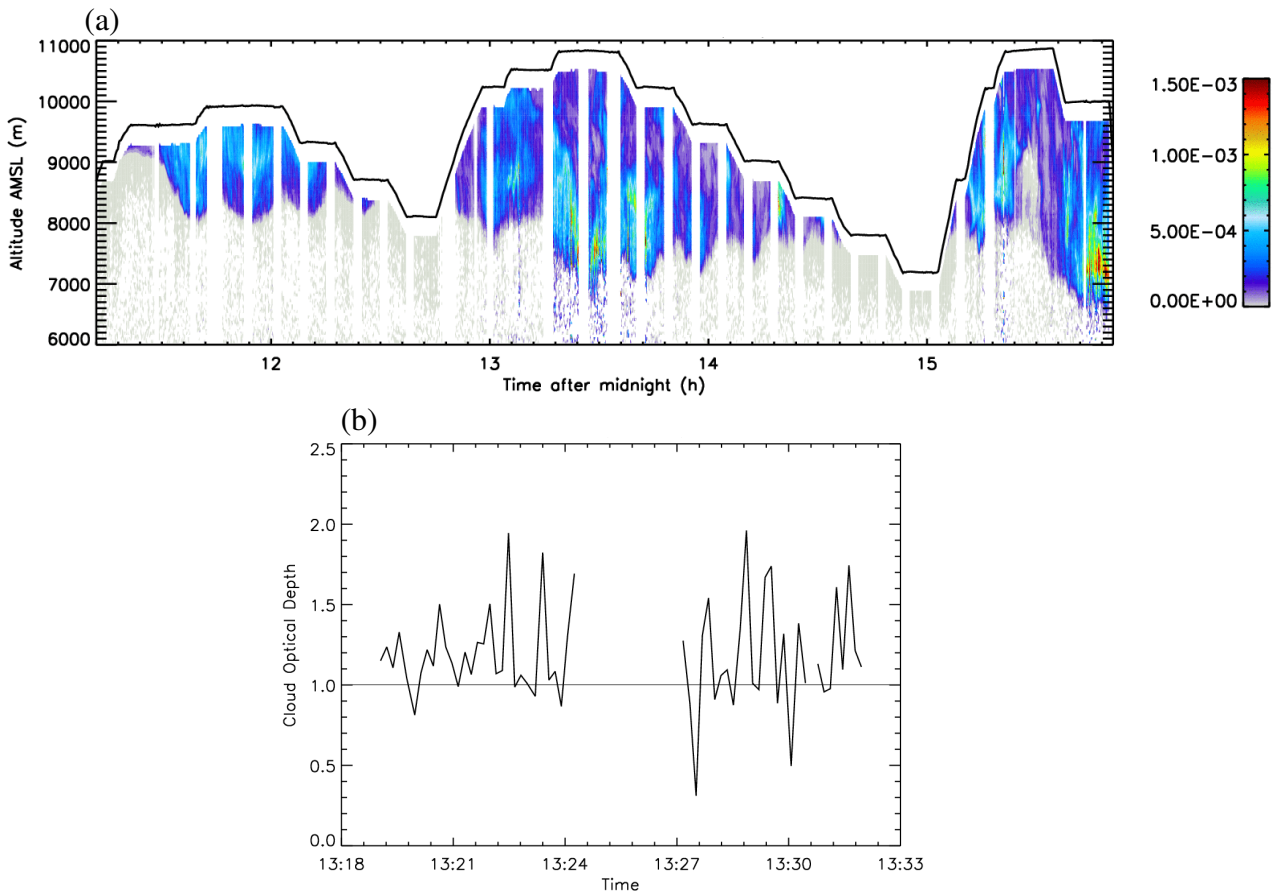 (a)
11000
10000
9000
8000
7000
6000
Altitude AMSL (m)
12
13
14
15
Time after midnight (h)
1.50E-03
1.00E-03
5.00E-04
0.00E+00
(b)
2.5
2.0
1.5
1.0
0.5
0.0
Cloud Optical Depth
13:18
13:21
13:24
13:27
13:30
13:33
Time